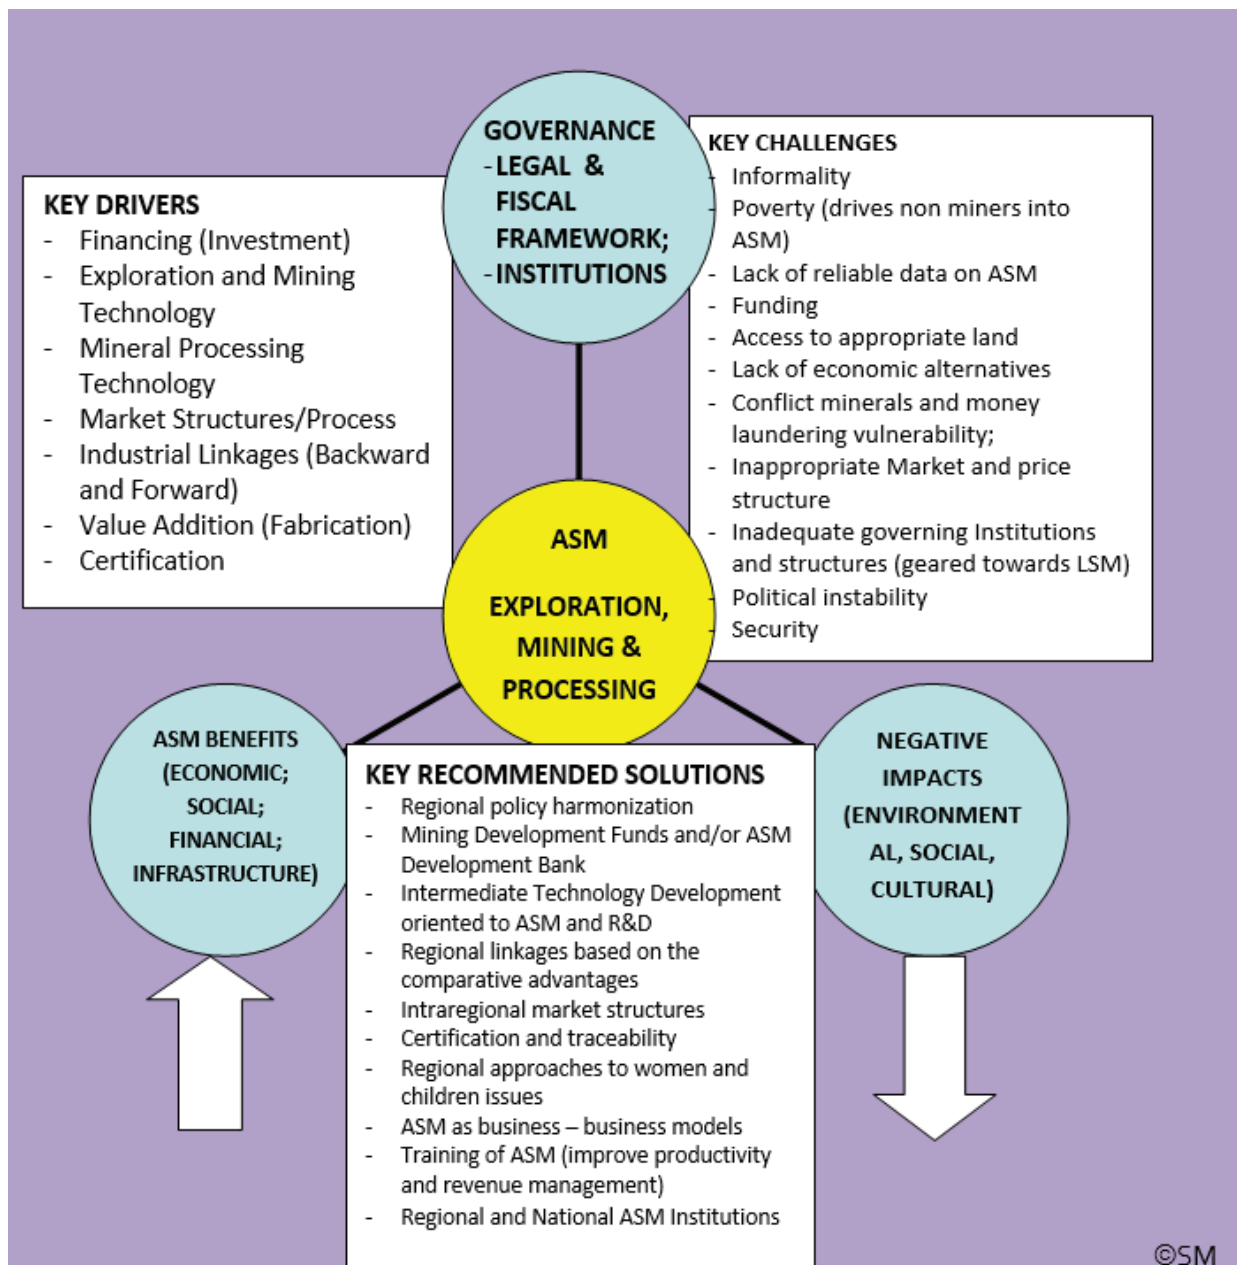 GOVERNANCE
- LEGAL &
FISCAL
FRAMEWORK;
- INSTITUTIONS
KEY DRIVERS
- Financing (Investment)
- Exploration and Mining
Technology
- Mineral Processing
Technology
- Market Structures/Process
- Industrial Linkages (Backward
and Forward)
- Value Addition (Fabrication)
- Certification
KEY CHALLENGES
- Informality
- Poverty (drives non miners into
ASM)
- Lack of reliable data on ASM
- Funding
- Access to appropriate land
- Lack of economic alternatives
- Conflict minerals and money
laundering vulnerability;
- Inappropriate Market and price
structure
- Inadequate governing Institutions
and structures (geared towards LSM)
- Political instability
- Security
ASM
EXPLORATION,
MINING &
PROCESSING
ASM BENEFITS
(ECONOMIC;
SOCIAL;
FINANCIAL;
INFRASTRUCTURE)
KEY RECOMMENDED SOLUTIONS
- Regional policy harmonization
- Mining Development Funds and/or ASM
Development Bank
- Intermediate Technology Development
oriented to ASM and R&D
- Regional linkages based on the
comparative advantages
- Intraregional market structures
- Certification and traceability
- Regional approaches to women and
children issues
- ASM as business – business models
- Training of ASM (improve productivity
and revenue management)
- Regional and National ASM Institutions
NEGATIVE
IMPACTS
(ENVIRONMENT
AL, SOCIAL,
CULTURAL)
©SM